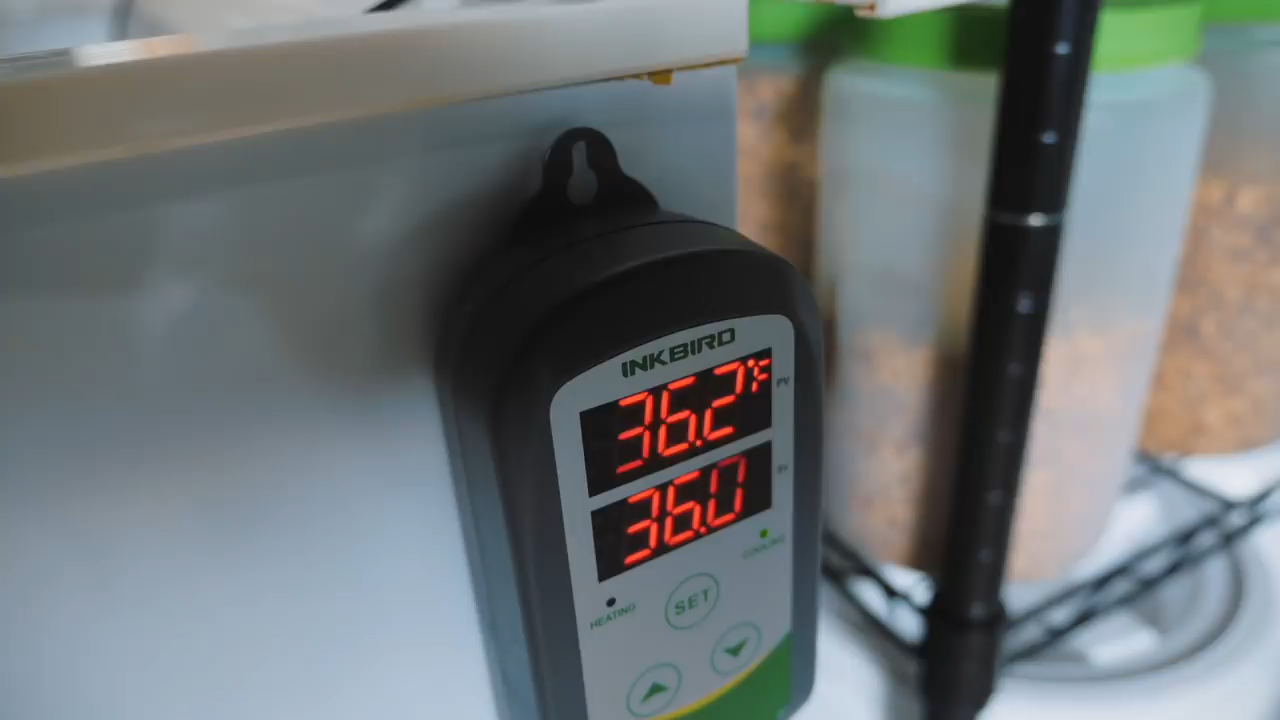 INKBIRD
36.2°F
PV
36.0
SV
COOLING
HEATING
SET